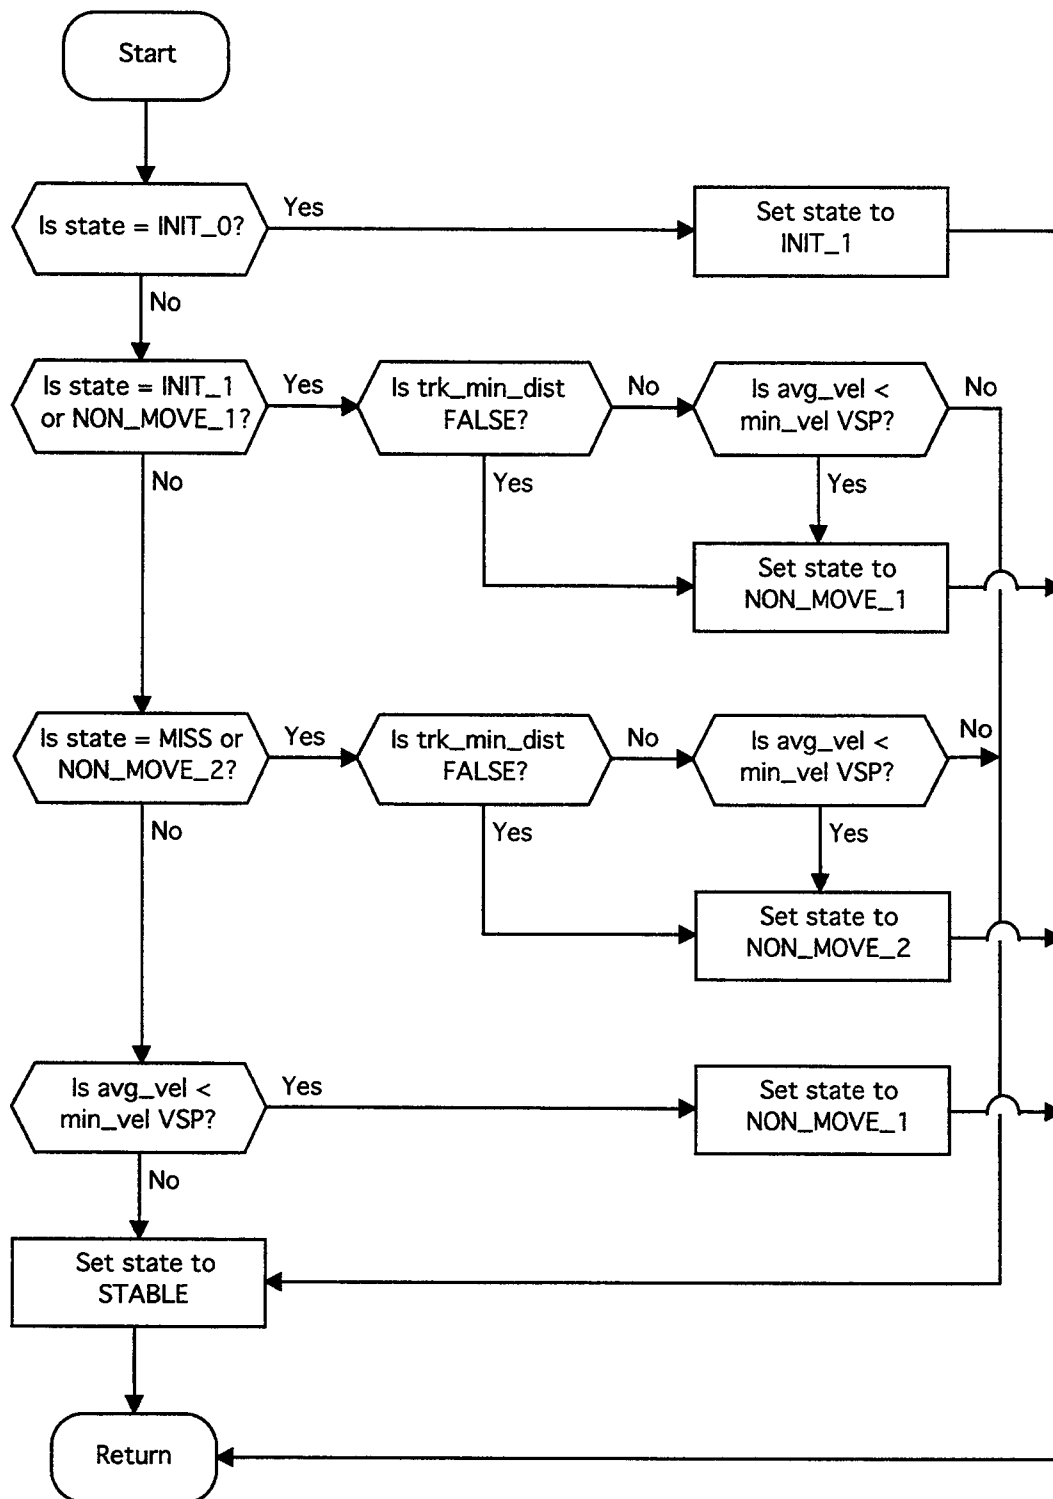 Start
Is state = INIT_0?
Yes
Set state to
INIT_1
No
Is state = INIT_1
or NON_MOVE_1?
Yes
Is trk_min_dist
FALSE?
No
Is avg_vel <
min_vel VSP?
No
No
Yes
Yes
Set state to
NON_MOVE_1
Is state = MISS or
NON_MOVE_2?
Yes
Is trk_min_dist
FALSE?
No
Is avg_vel <
min_vel VSP?
No
No
Yes
Yes
Set state to
NON_MOVE_2
Is avg_vel <
min_vel VSP?
Yes
Set state to
NON_MOVE_1
No
Set state to
STABLE
Return